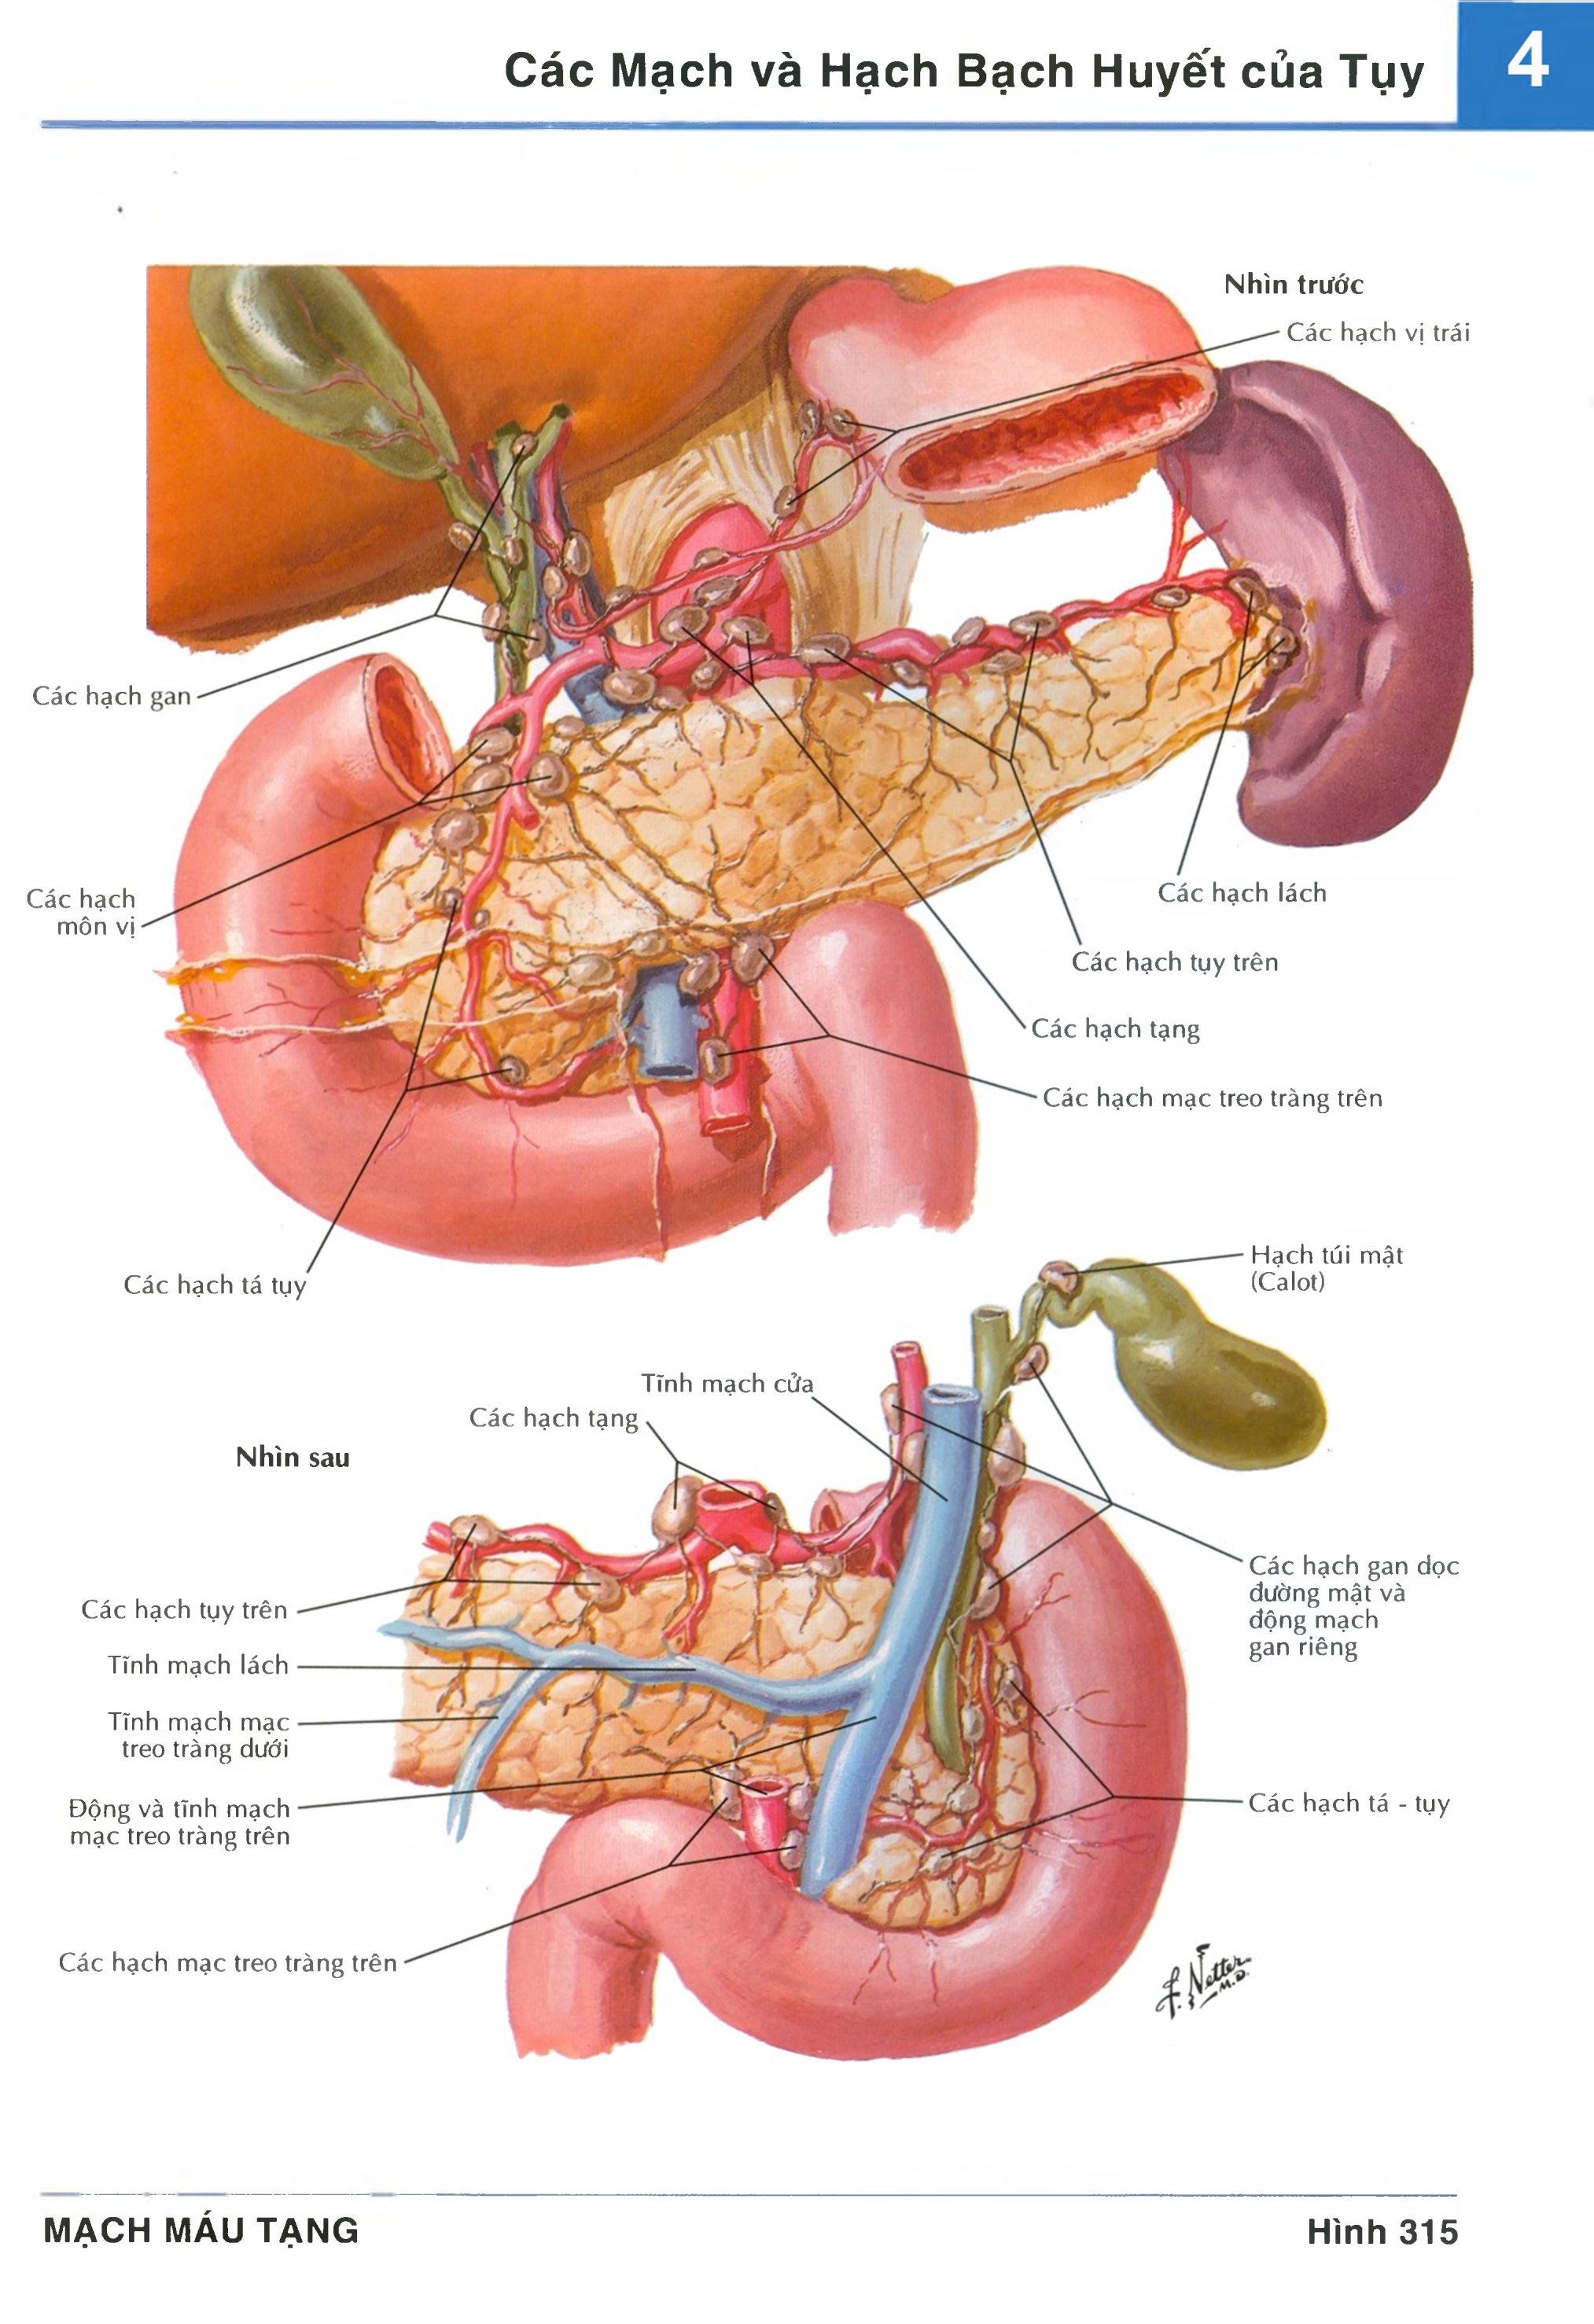 Các Mạch và Hạch Bạch Huyết của Tụy
4
Nhìn trước
Các hạch vị trái
Các hạch gan
Các hạch
môn vị
Các hạch lách
Các hạch tụy trên
Các hạch tạng
Các hạch mạc treo tràng trên
Các hạch tá tụy
Hạch túi mật
(Calot)
Tĩnh mạch cửa
Các hạch tạng
Nhìn sau
Các hạch gan dọc
đường mật và
động mạch
gan riêng
Các hạch tụy trên
Tĩnh mạch lách
Tĩnh mạch mạc
treo tràng dưới
Động và tĩnh mạch
mạc treo tràng trên
Các hạch tá - tụy
Các hạch mạc treo tràng trên
F. Netter
M.D.
MẠCH MÁU TẠNG
Hình 315